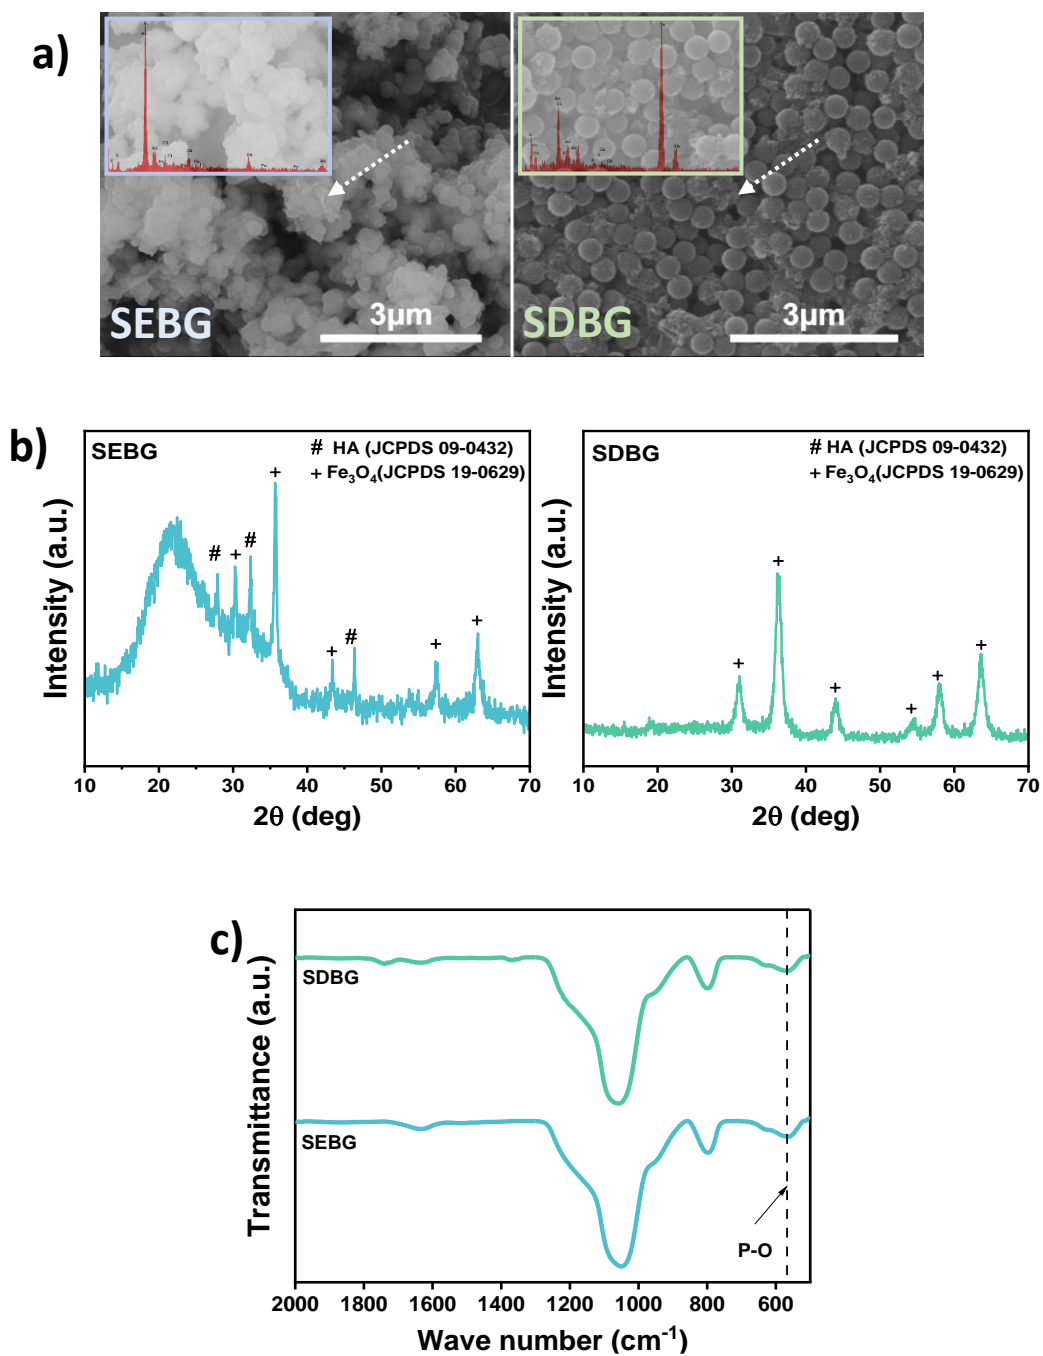 a)
SEBG
3μm
SDBG
3μm
b)
SEBG
# HA (JCPDS 09-0432)
+ Fe₃O₄(JCPDS 19-0629)
Intensity (a.u.)
10 20 30 40 50 60 70
2θ (deg)
SDBG
# HA (JCPDS 09-0432)
+ Fe₃O₄(JCPDS 19-0629)
Intensity (a.u.)
10 20 30 40 50 60 70
2θ (deg)
c)
SDBG
SEBG
P-O
Transmittance (a.u.)
2000 1800 1600 1400 1200 1000 800 600
Wave number (cm⁻¹)